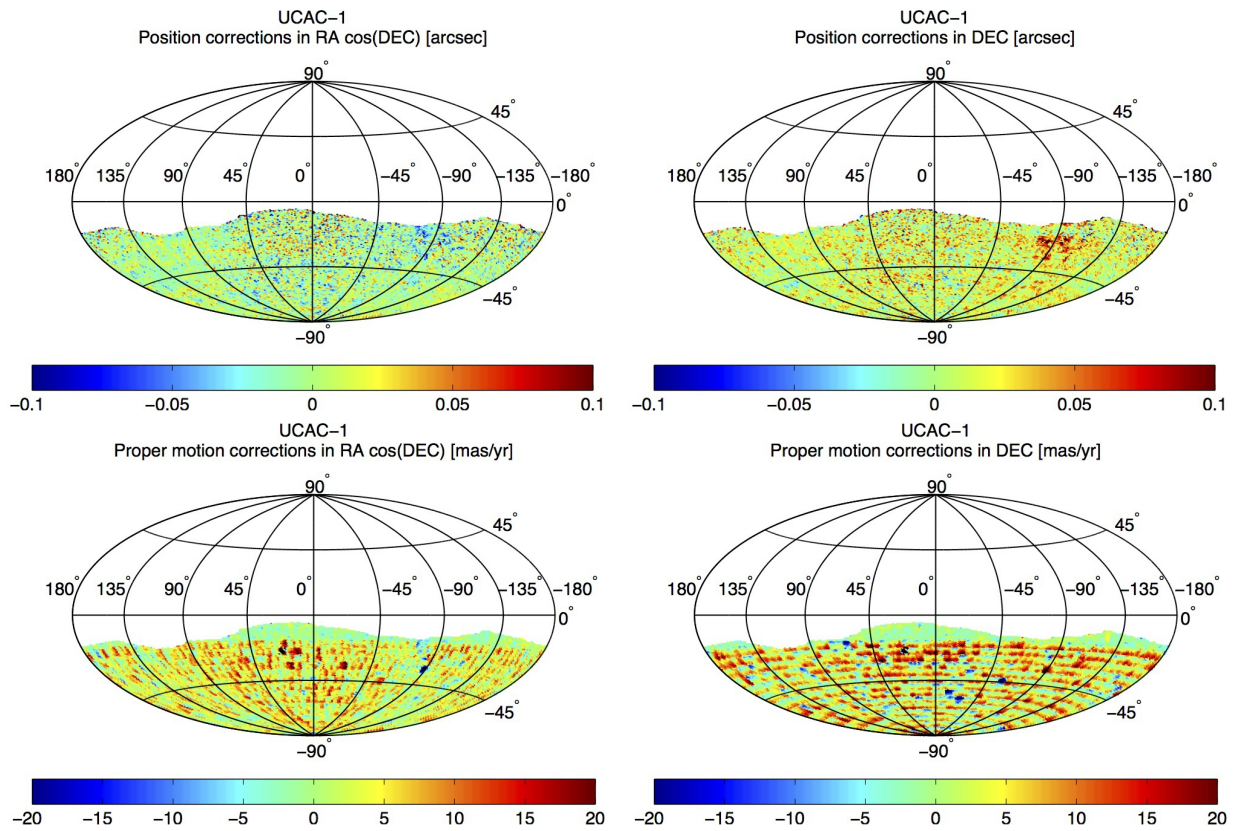 UCAC−1
Position corrections in RA cos(DEC) [arcsec]
90°
45°
180° 135° 90° 45° 0° −45° −90° −135° −180°
0°
−45°
−90°
−0.1 −0.05 0 0.05 0.1
UCAC−1
Position corrections in DEC [arcsec]
90°
45°
180° 135° 90° 45° 0° −45° −90° −135° −180°
0°
−45°
−90°
−0.1 −0.05 0 0.05 0.1
UCAC−1
Proper motion corrections in RA cos(DEC) [mas/yr]
90°
45°
180° 135° 90° 45° 0° −45° −90° −135° −180°
0°
−45°
−90°
−20 −15 −10 −5 0 5 10 15 20
UCAC−1
Proper motion corrections in DEC [mas/yr]
90°
45°
180° 135° 90° 45° 0° −45° −90° −135° −180°
0°
−45°
−90°
−20 −15 −10 −5 0 5 10 15 20